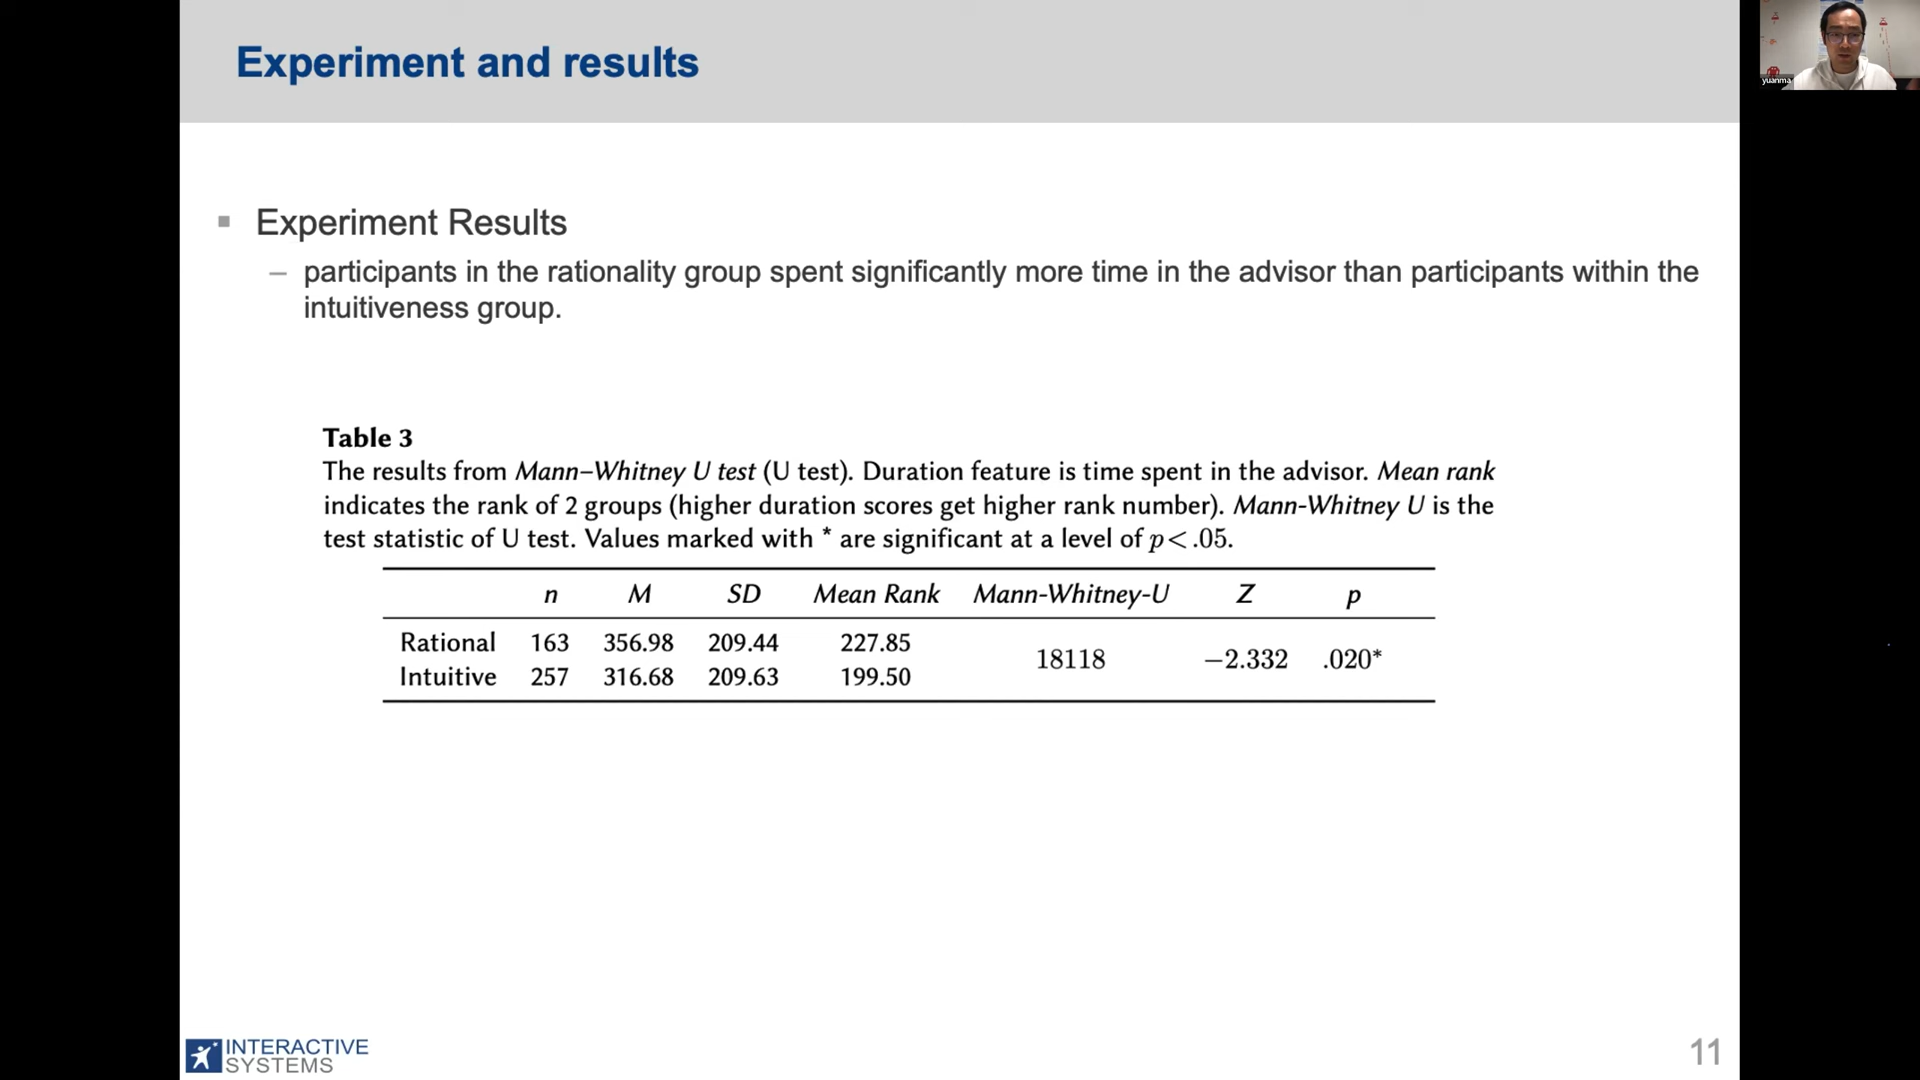 Experiment and results
yuanma
▪ Experiment Results
– participants in the rationality group spent significantly more time in the advisor than participants within the
intuitiveness group.
Table 3
The results from Mann–Whitney U test (U test). Duration feature is time spent in the advisor. Mean rank
indicates the rank of 2 groups (higher duration scores get higher rank number). Mann-Whitney U is the
test statistic of U test. Values marked with * are significant at a level of p< .05.
n M SD Mean Rank Mann-Whitney-U Z p
Rational 163 356.98 209.44 227.85
18118 −2.332 .020*
Intuitive 257 316.68 209.63 199.50
INTERACTIVE
SYSTEMS
11